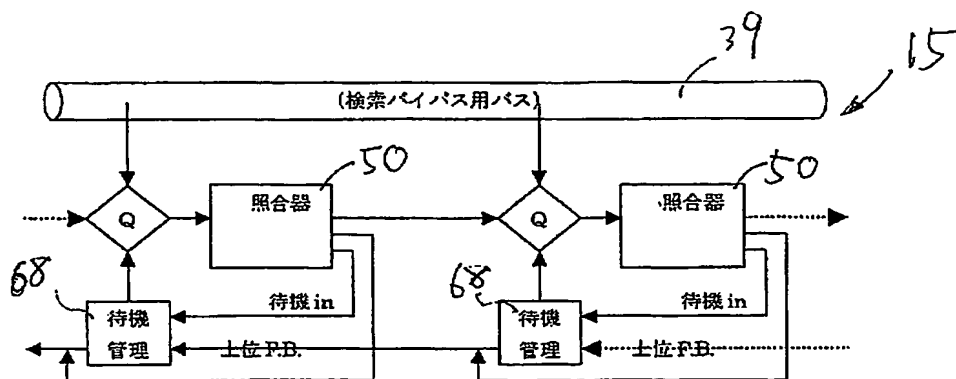 39
15
(検索バイパス用バス)
50
50
照合器
照合器
Q
Q
68
68
待機in
待機in
待機
管理
待機
管理
上位F.B.
上位F.B.